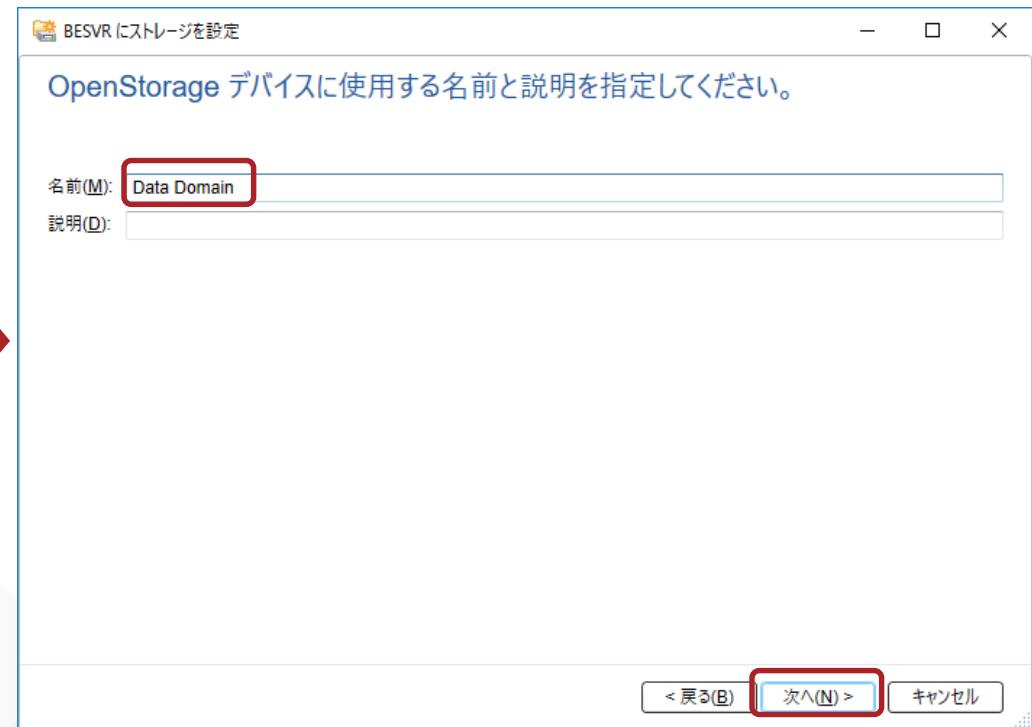 BESVR にストレージを設定
OpenStorage デバイスに使用する名前と説明を指定してください。
名前(M): Data Domain
説明(D):
< 戻る(B) 次へ(N) > キャンセル